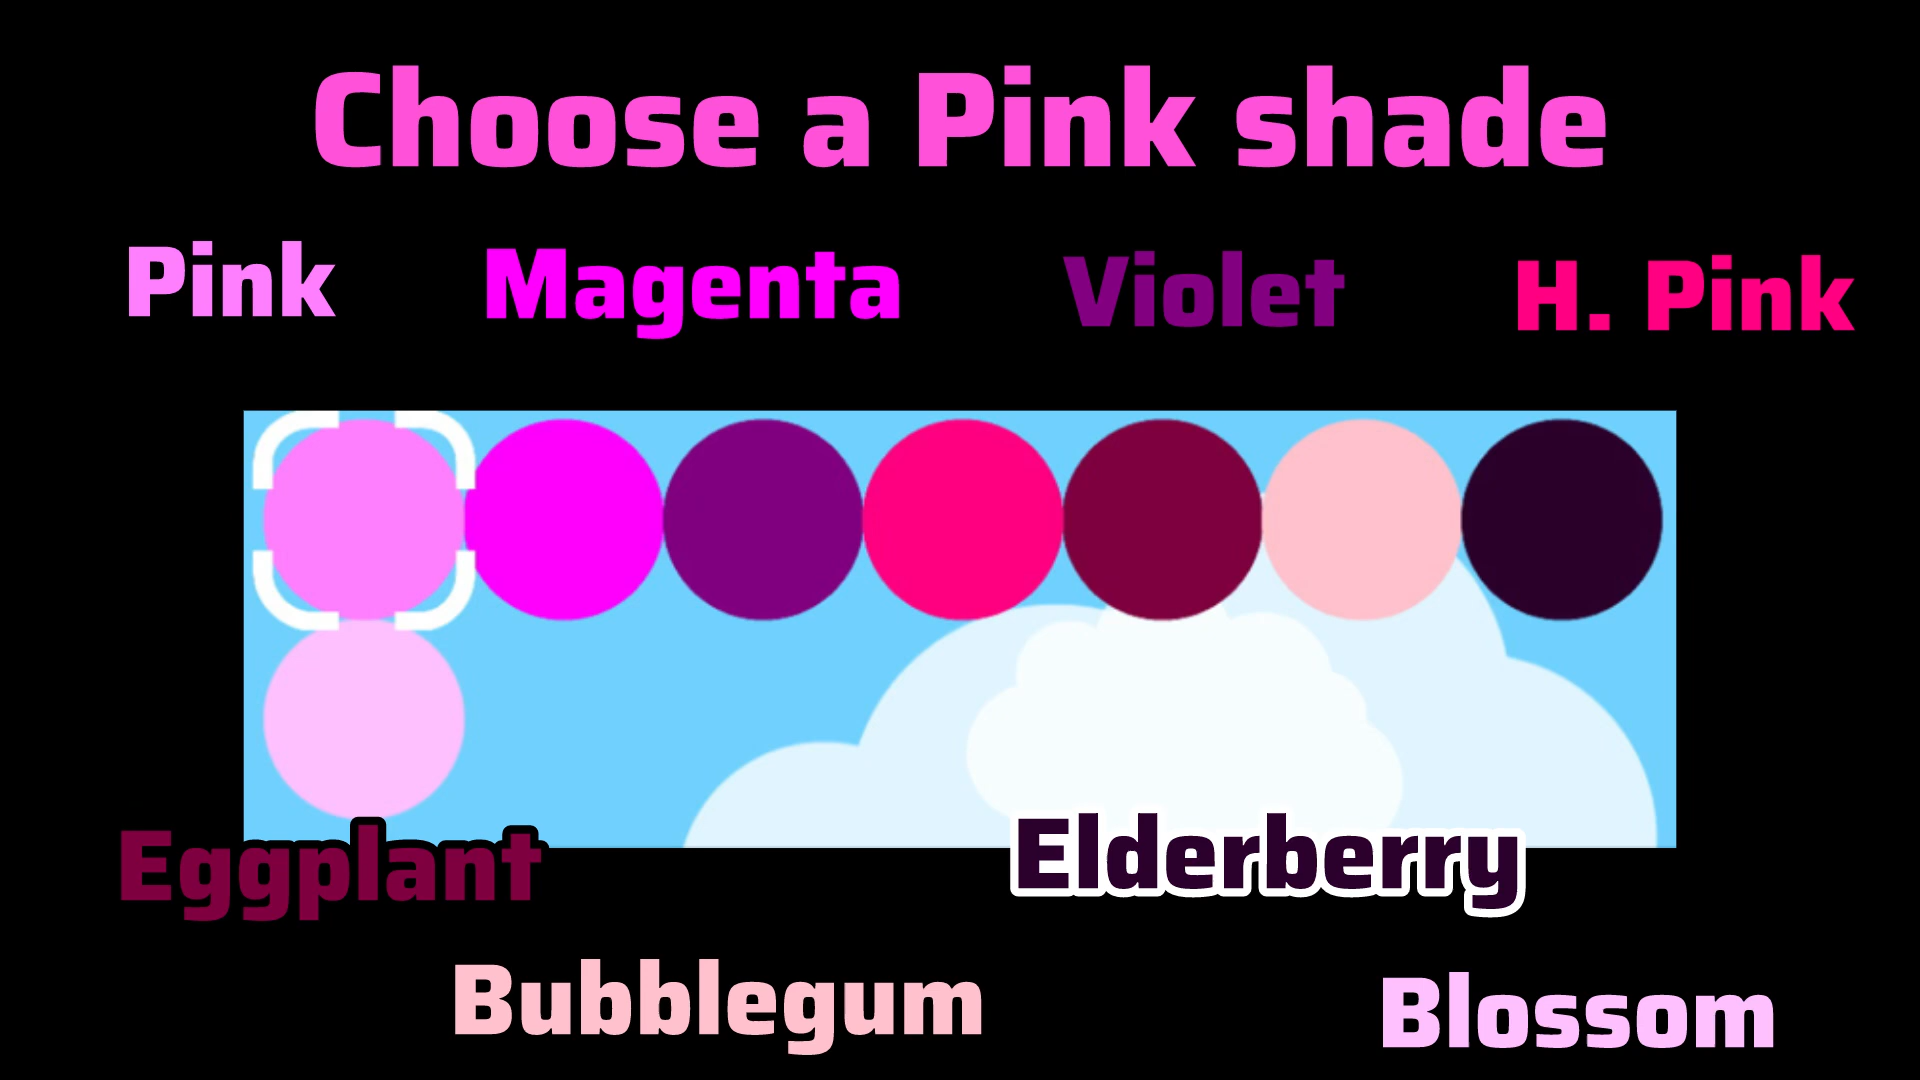 Choose a Pink shade
Pink Magenta Violet H. Pink
Eggplant Elderberry
Bubblegum Blossom